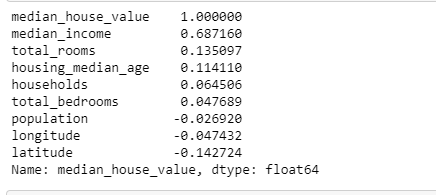 median_house_value    1.000000
median_income         0.687160
total_rooms           0.135097
housing_median_age    0.114110
households            0.064506
total_bedrooms        0.047689
population           -0.026920
longitude            -0.047432
latitude             -0.142724
Name: median_house_value, dtype: float64